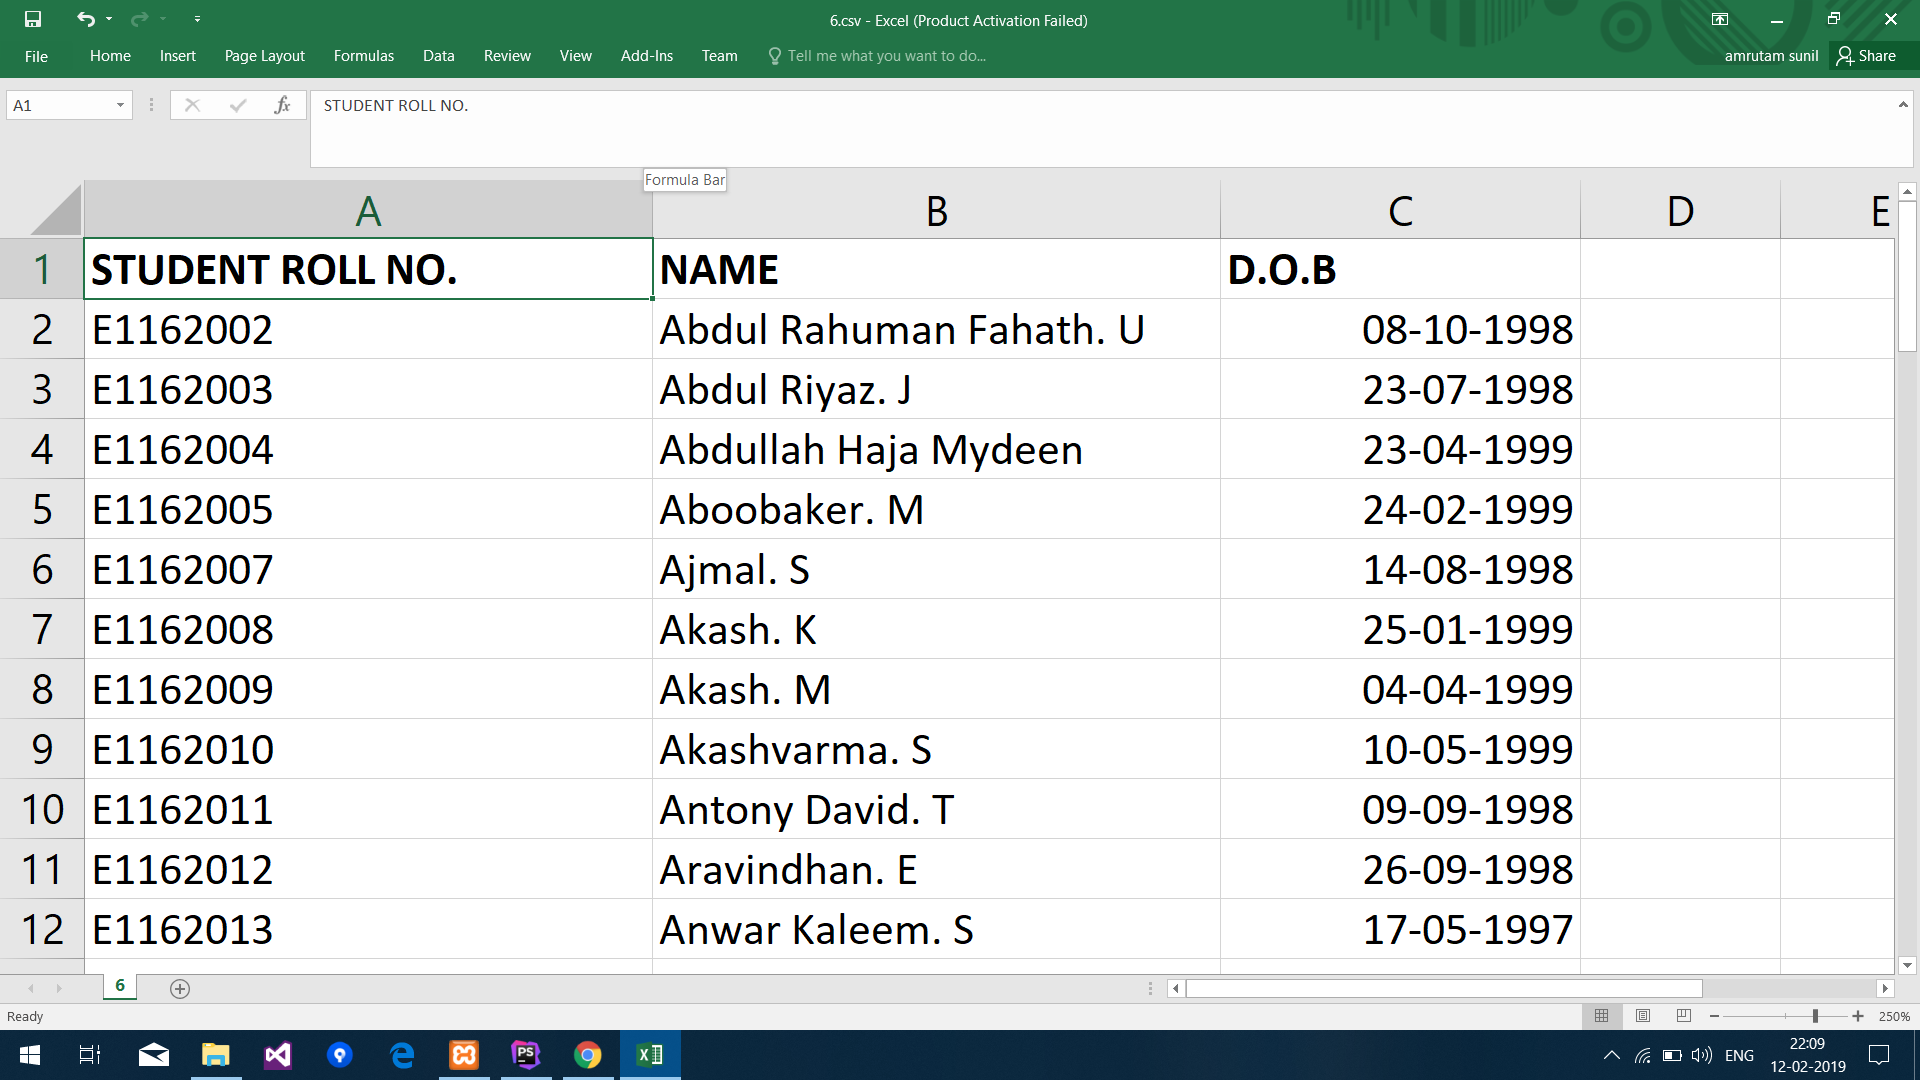 6.csv - Excel (Product Activation Failed)
File Home Insert Page Layout Formulas Data Review View Add-Ins Team Tell me what you want to do... amrutam sunil Share
A1 fx STUDENT ROLL NO.
Formula Bar
A B C D E
1 STUDENT ROLL NO. NAME D.O.B
2 E1162002 Abdul Rahuman Fahath. U 08-10-1998
3 E1162003 Abdul Riyaz. J 23-07-1998
4 E1162004 Abdullah Haja Mydeen 23-04-1999
5 E1162005 Aboobaker. M 24-02-1999
6 E1162007 Ajmal. S 14-08-1998
7 E1162008 Akash. K 25-01-1999
8 E1162009 Akash. M 04-04-1999
9 E1162010 Akashvarma. S 10-05-1999
10 E1162011 Antony David. T 09-09-1998
11 E1162012 Aravindhan. E 26-09-1998
12 E1162013 Anwar Kaleem. S 17-05-1997
6
Ready 250%
PS X ENG 22:09
12-02-2019